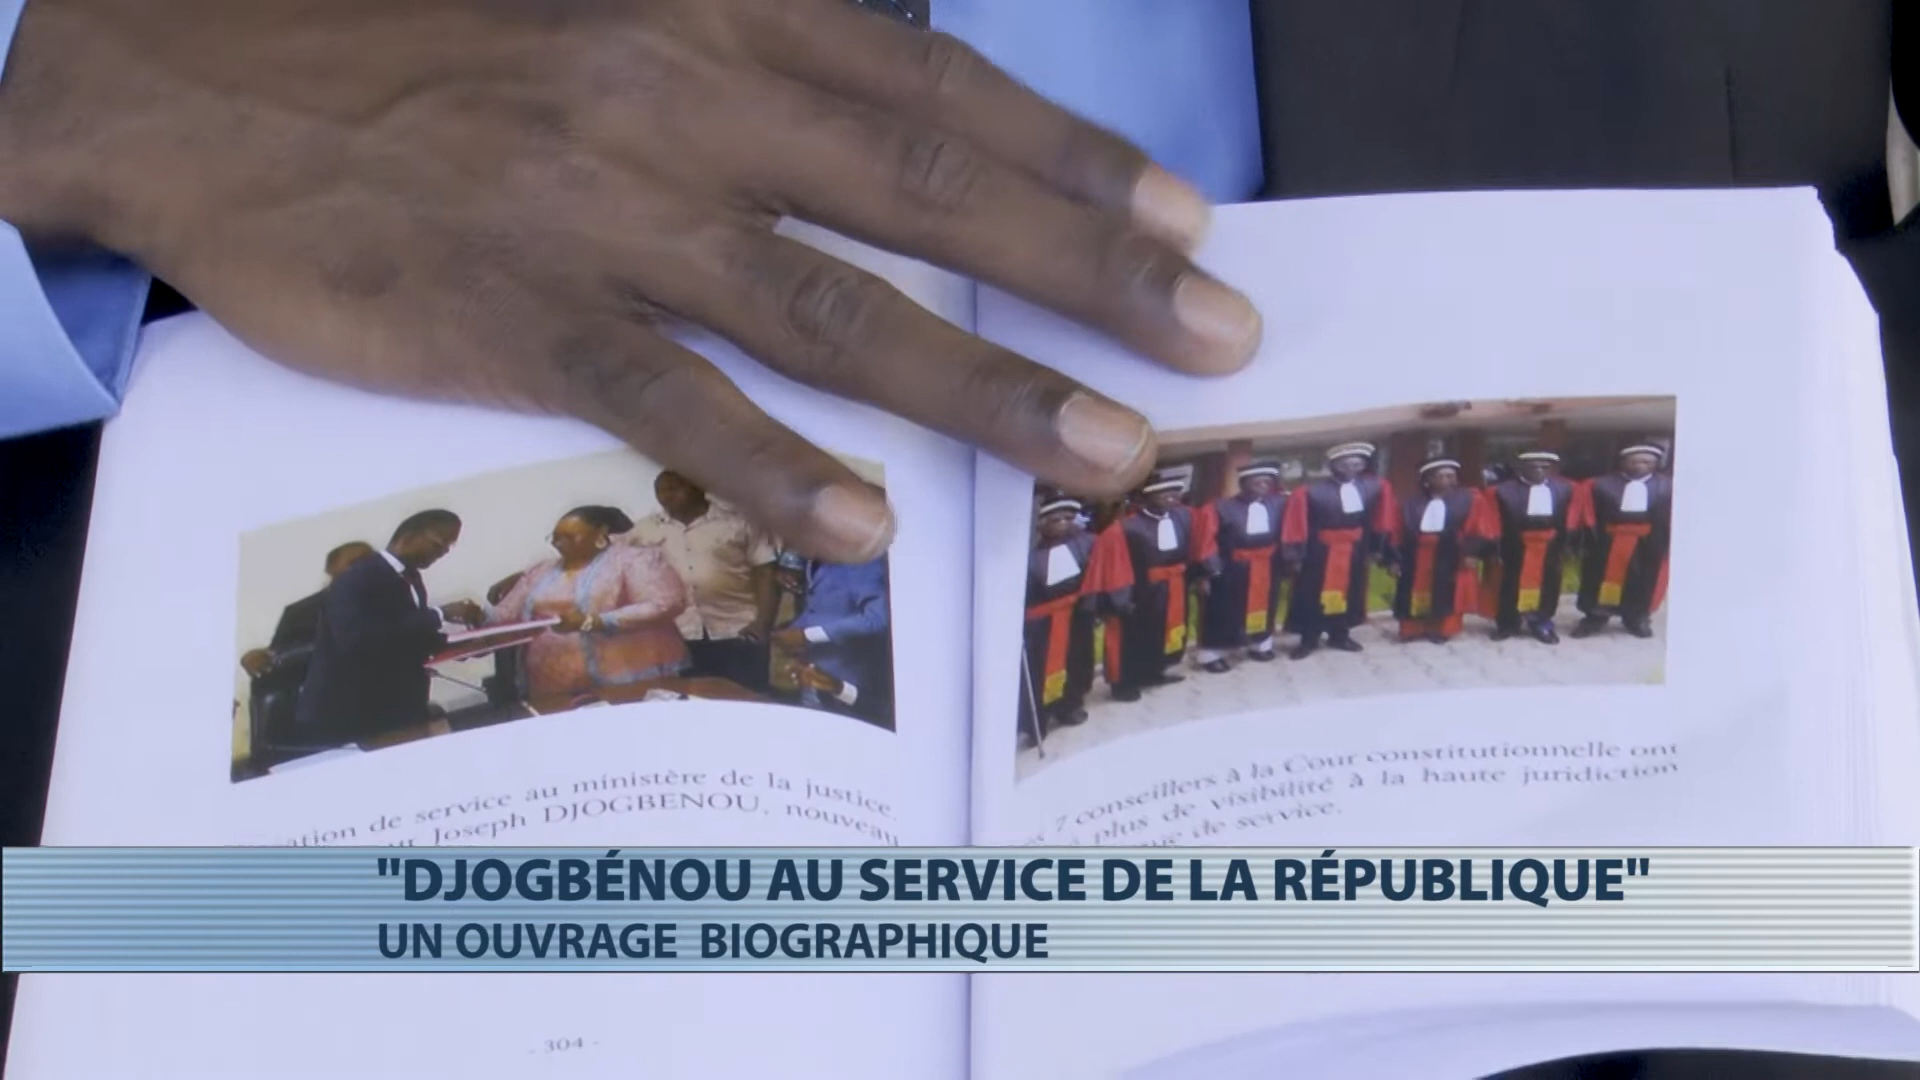 de service au ministère de la justice.
Joseph DJOGBENOU, nouveau
7 conseillers à la Cour constitutionnelle ont
plus de visibilité à la haute juridiction
de service.
"DJOGBÉNOU AU SERVICE DE LA RÉPUBLIQUE"
UN OUVRAGE BIOGRAPHIQUE
- 304 -